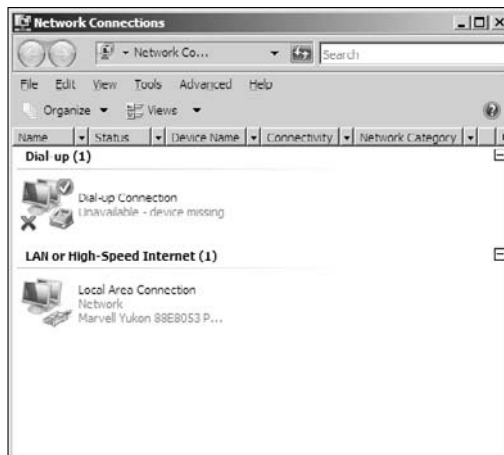 Network Connections
Network Co...
Search
File Edit View Tools Advanced Help
Organize Views
Name Status Device Name Connectivity Network Category
Dial-up (1)
Dial-up Connection
Unavailable - device missing
LAN or High-Speed Internet (1)
Local Area Connection
Network
Marvell Yukon 88E8053 P...